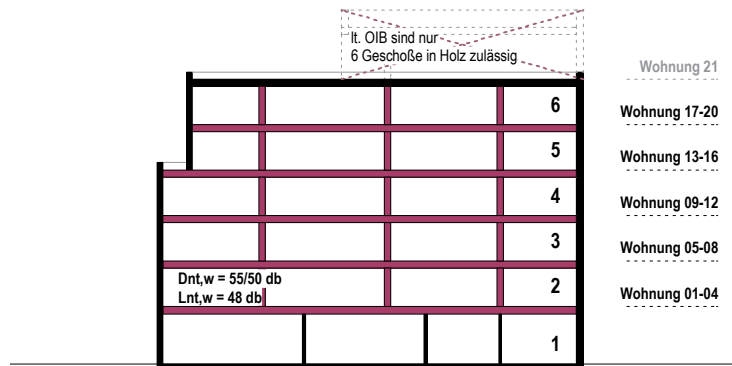 lt. OIB sind nur
6 Geschoße in Holz zulässig
Wohnung 21
6
Wohnung 17-20
5
Wohnung 13-16
4
Wohnung 09-12
3
Wohnung 05-08
Dnt,w = 55/50 db
Lnt,w = 48 db
2
Wohnung 01-04
1